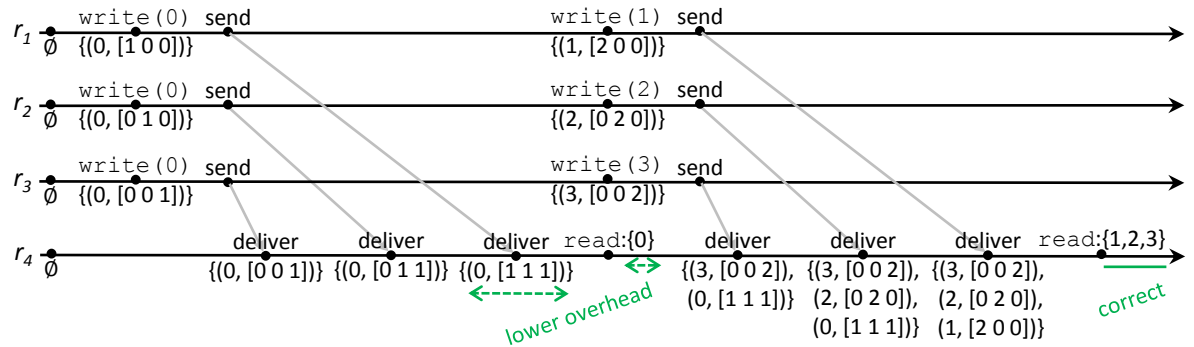 write(0) send write(1) send
r1 ∅ {(0, [1 0 0])} {(1, [2 0 0])}
write(0) send write(2) send
r2 ∅ {(0, [0 1 0])} {(2, [0 2 0])}
write(0) send write(3) send
r3 ∅ {(0, [0 0 1])} {(3, [0 0 2])}
deliver deliver deliver read:{0} deliver deliver deliver read:{1,2,3}
r4 ∅ {(0, [0 0 1])} {(0, [0 1 1])} {(0, [1 1 1])} {(3, [0 0 2]), {(3, [0 0 2]), {(3, [0 0 2]),
(0, [1 1 1])} (2, [0 2 0]), (2, [0 2 0]),
(0, [1 1 1])} (1, [2 0 0])}
lower overhead
correct